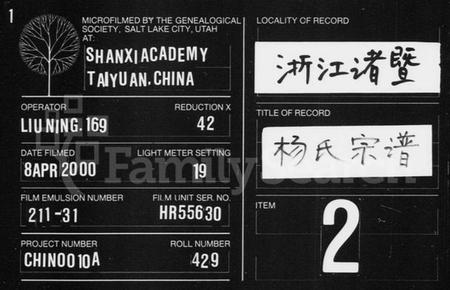 1
MICROFILMED BY THE GENEALOGICAL
SOCIETY, SALT LAKE CITY, UTAH
AT:
SHANXI ACADEMY
TAIYUAN. CHINA
OPERATOR REDUCTION X
LIU NING. 169 42
DATE FILMED LIGHT METER SETTING
8 APR 2000 19
FILM EMULSION NUMBER FILM UNIT SER. NO.
211-31 HR55630
PROJECT NUMBER ROLL NUMBER
CHIN0010A 429
LOCALITY OF RECORD
浙江诸暨
TITLE OF RECORD
杨氏宗谱
ITEM
2
FamilySearch